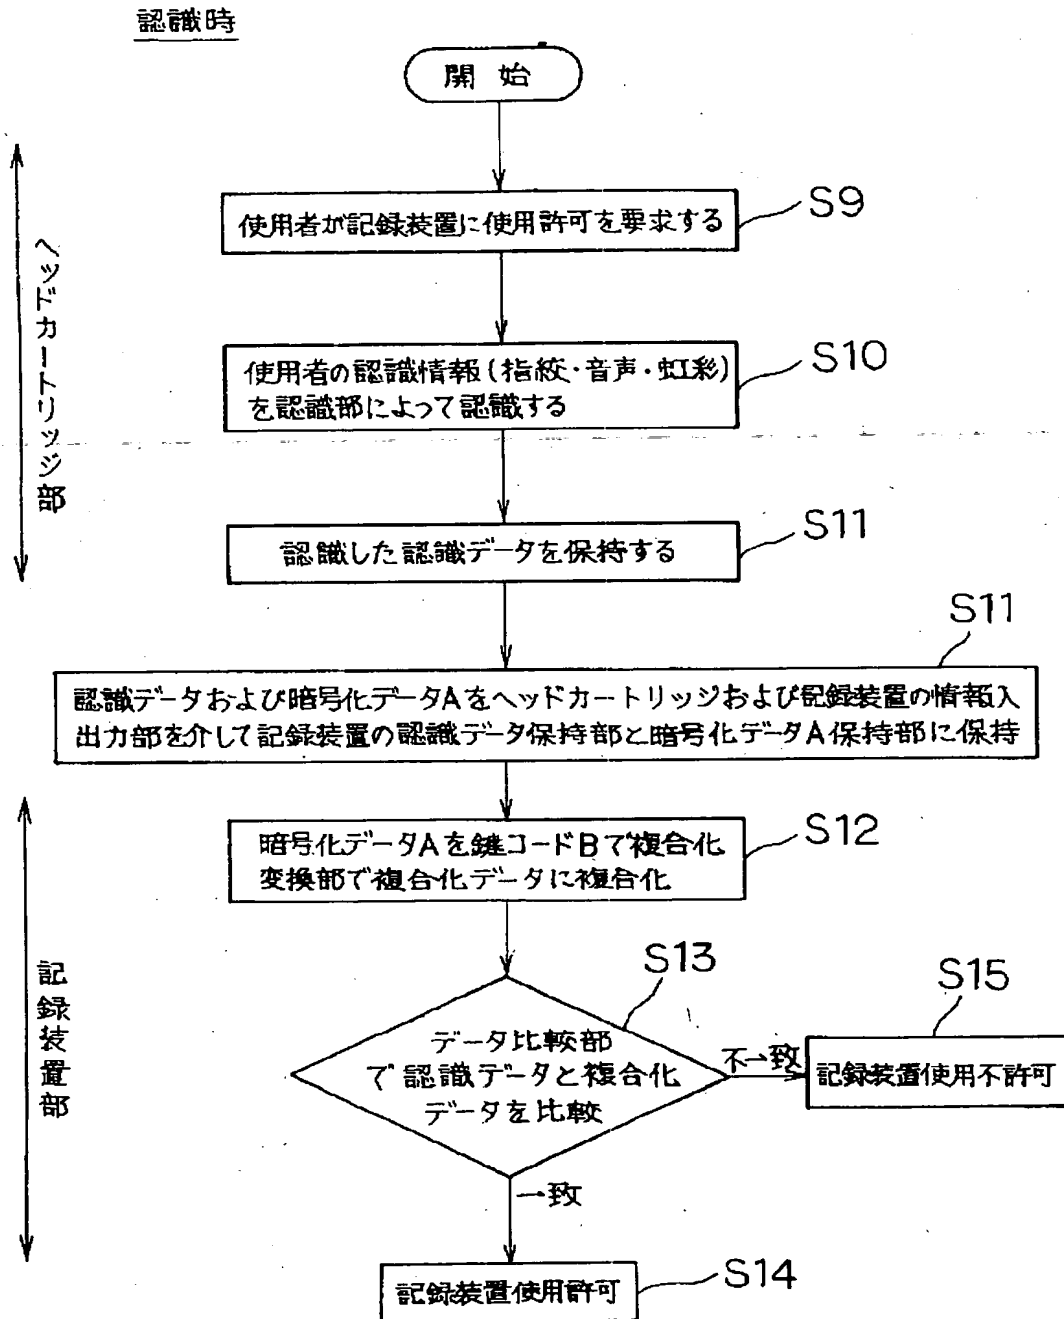 認識時
開始
ヘッドカートリッジ部
使用者が記録装置に使用許可を要求する
S9
使用者の認識情報(指紋・音声・虹彩)
を認識部によって認識する
S10
認識した認識データを保持する
S11
S11
認識データおよび暗号化データAをヘッドカートリッジおよび記録装置の情報入
出力部を介して記録装置の認識データ保持部と暗号化データA保持部に保持
記録装置部
暗号化データAを鍵コードBで複合化
変換部で複合化データに複合化
S12
S13
データ比較部
で認識データと複合化
データを比較
不一致
S15
記録装置使用不許可
一致
記録装置使用許可
S14